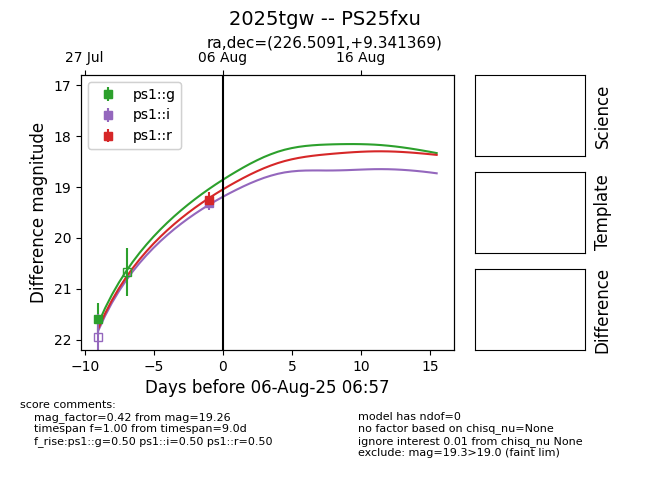 2025tgw -- PS25fxu
ra,dec=(226.5091,+9.341369)
27 Jul
06 Aug
16 Aug
ps1::g
ps1::i
ps1::r
17
18
19
20
21
22
Difference magnitude
−10
−5
0
5
10
15
Days before 06-Aug-25 06:57
Science
Template
Difference
score comments:
mag_factor=0.42 from mag=19.26
timespan f=1.00 from timespan=9.0d
f_rise:ps1::g=0.50 ps1::i=0.50 ps1::r=0.50
model has ndof=0
no factor based on chisq_nu=None
ignore interest 0.01 from chisq_nu None
exclude: mag=19.3>19.0 (faint lim)